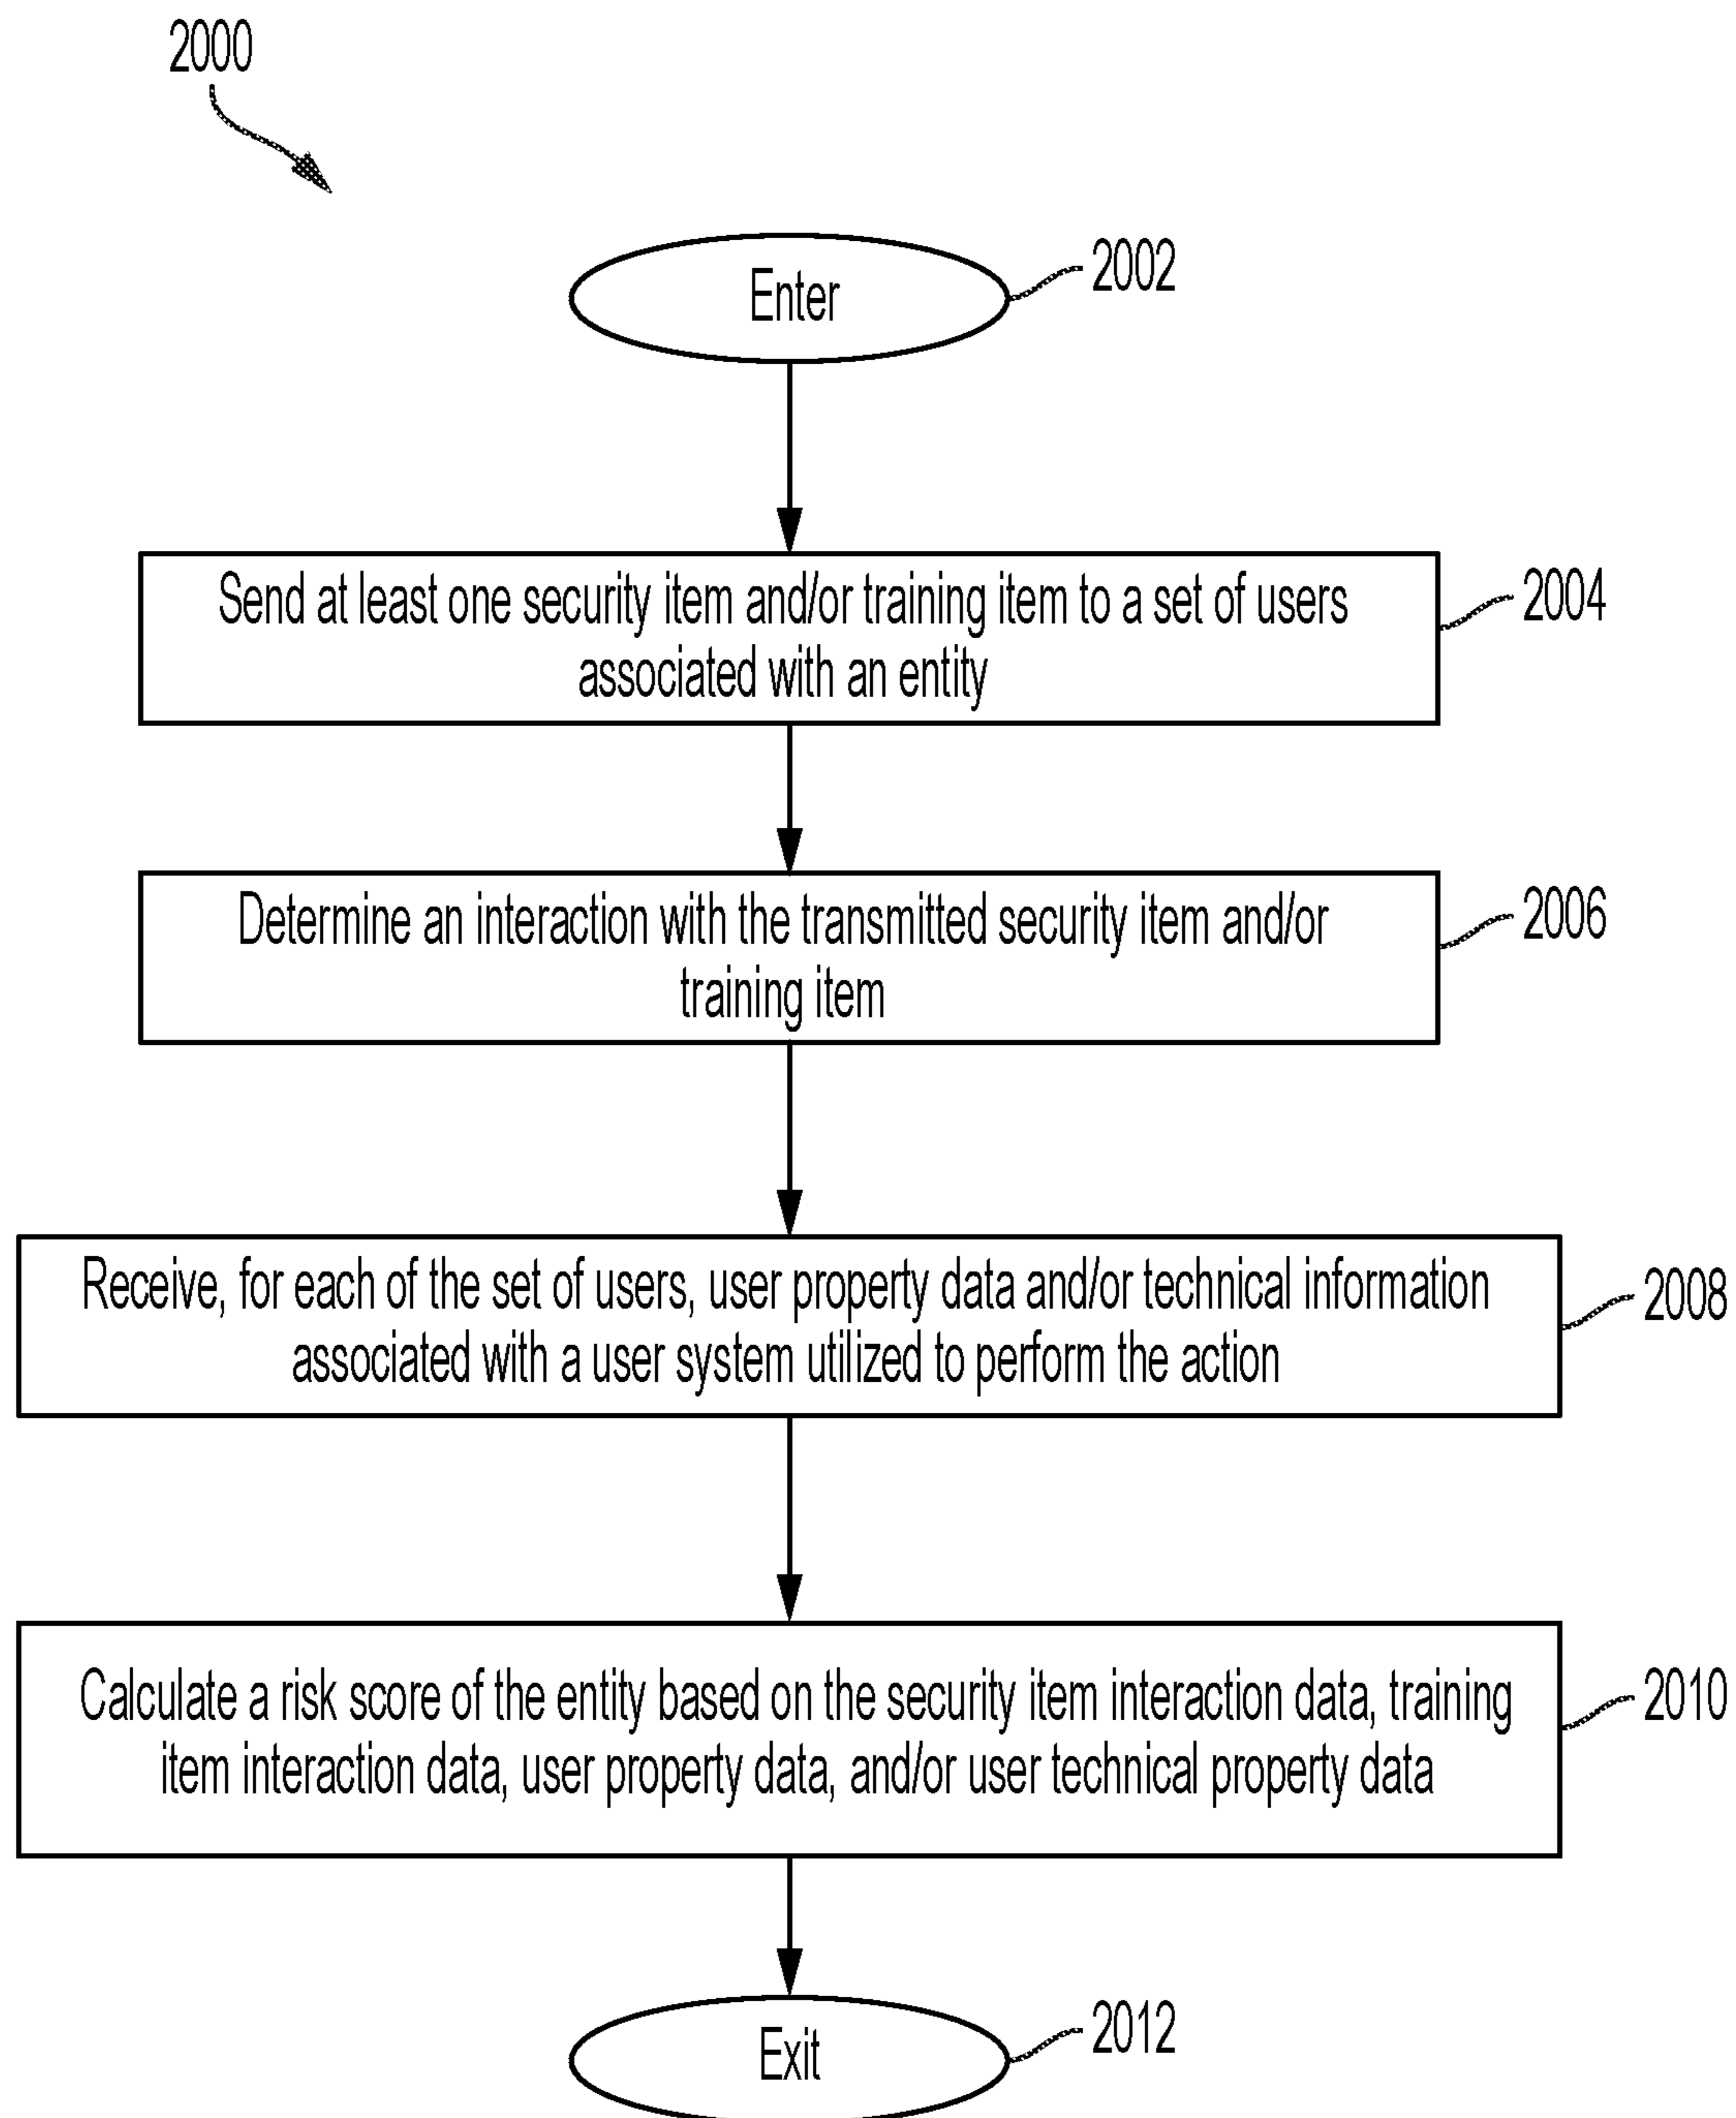 2000
Enter
2002
Send at least one security item and/or training item to a set of users
associated with an entity
2004
Determine an interaction with the transmitted security item and/or
training item
2006
Receive, for each of the set of users, user property data and/or technical information
associated with a user system utilized to perform the action
2008
Calculate a risk score of the entity based on the security item interaction data, training
item interaction data, user property data, and/or user technical property data
2010
Exit
2012